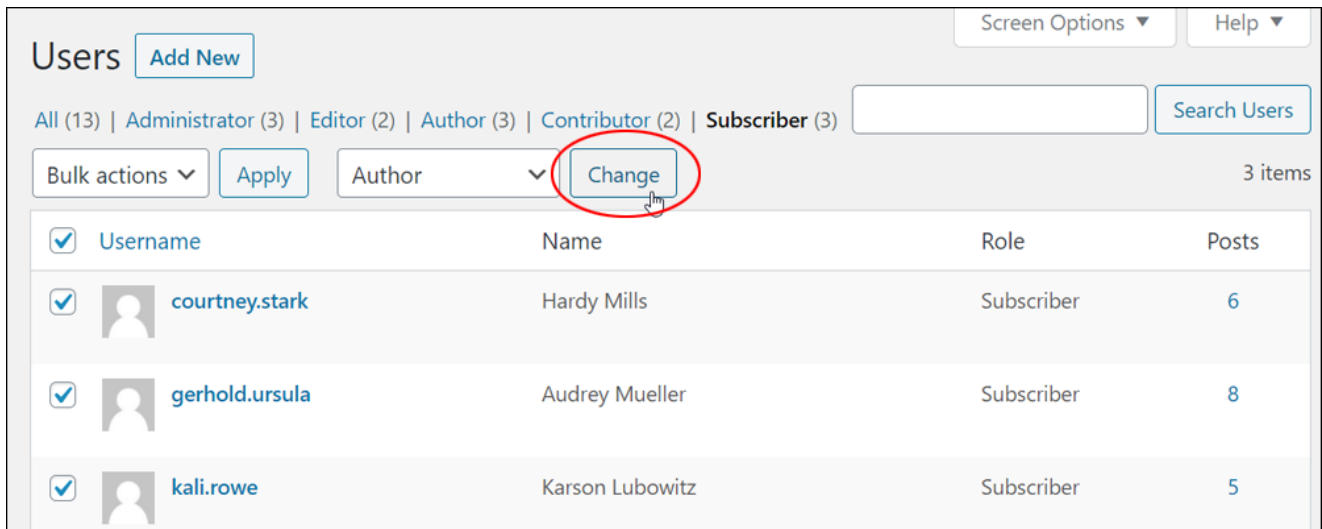 Screen Options ▼ Help ▼
Users Add New
All (13) | Administrator (3) | Editor (2) | Author (3) | Contributor (2) | Subscriber (3) Search Users
Bulk actions Apply Author Change 3 items
Username Name Role Posts
courtney.stark Hardy Mills Subscriber 6
gerhold.ursula Audrey Mueller Subscriber 8
kali.rowe Karson Lubowitz Subscriber 5